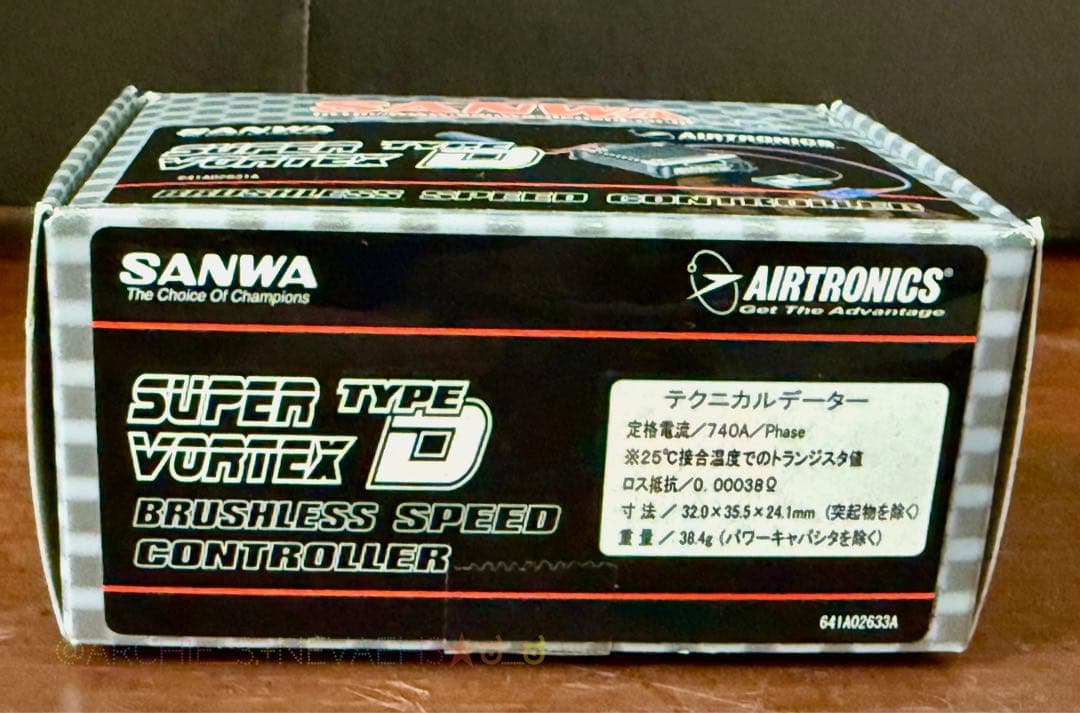 SANWA
SANWA
SUPER VORTEX TYPE D
AIRTRONICS
BRUSHLESS SPEED CONTROLLER
SANWA
The Choice Of Champions
AIRTRONICS®
Get The Advantage
SUPER TYPE D
VORTEX
BRUSHLESS SPEED
CONTROLLER
テクニカルデーター
定格電流/740A/Phase
※25℃接合温度でのトランジスタ値
ロス抵抗/0.00038Ω
寸法/32.0×35.5×24.1mm (突起物を除く)
重量/38.4g (パワーキャパシタを除く)
641A02633A